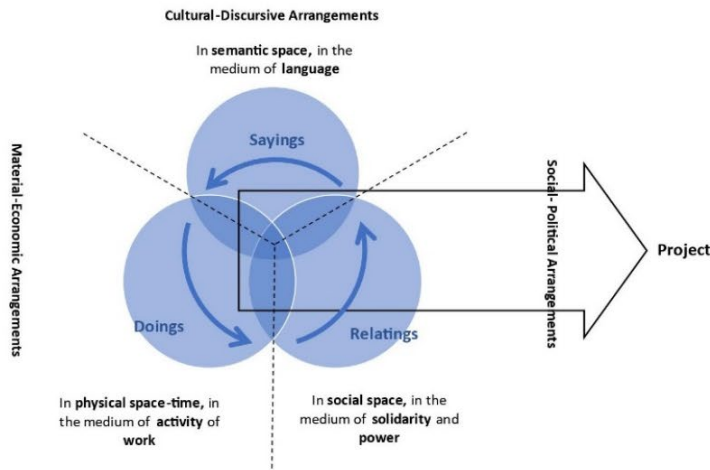 Cultural-Discursive Arrangements
In semantic space, in the
medium of language
Sayings
Material-Economic Arrangements
Social- Political Arrangements
Project
Doings
Relatings
In physical space-time, in
the medium of activity of
work
In social space, in the
medium of solidarity and
power